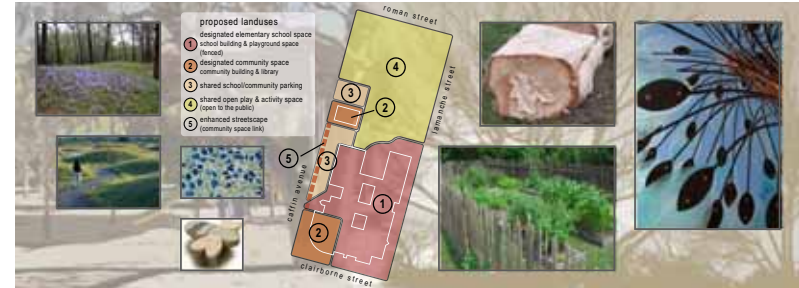 proposed landuses
1 designated elementary school space
school building & playground space
(fenced)
2 designated community space
community building & library
3 shared school/community parking
4 shared open play & activity space
(open to the public)
5 enhanced streetscape
(community space link)
roman street
lamanche street
caffin avenue
clairborne street
4
3
2
5
3
1
2